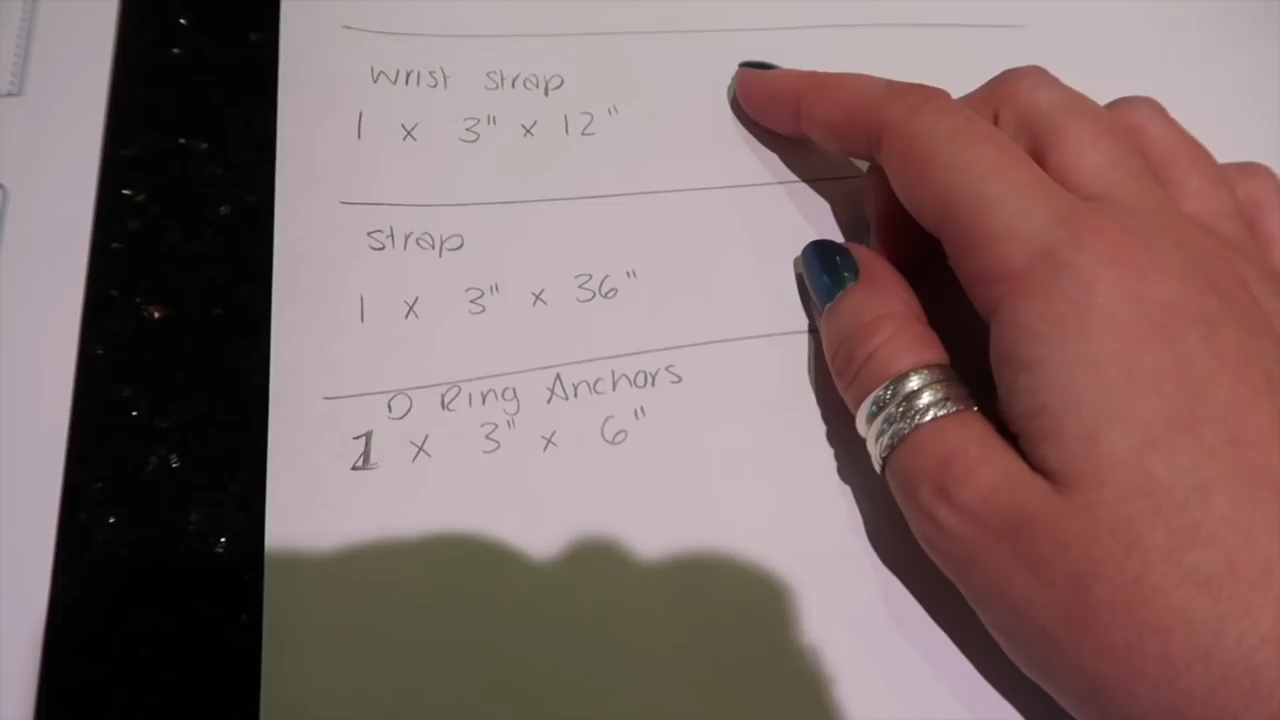 Wrist strap
1 x 3" x 12"
strap
1 x 3" x 36"
D Ring Anchors
1 x 3" x 6"